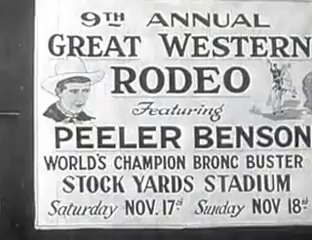 9TH ANNUAL
GREAT WESTERN
RODEO
Featuring
PEELER BENSON
WORLD'S CHAMPION BRONC BUSTER
STOCK YARDS STADIUM
Saturday NOV. 17th Sunday NOV 18th